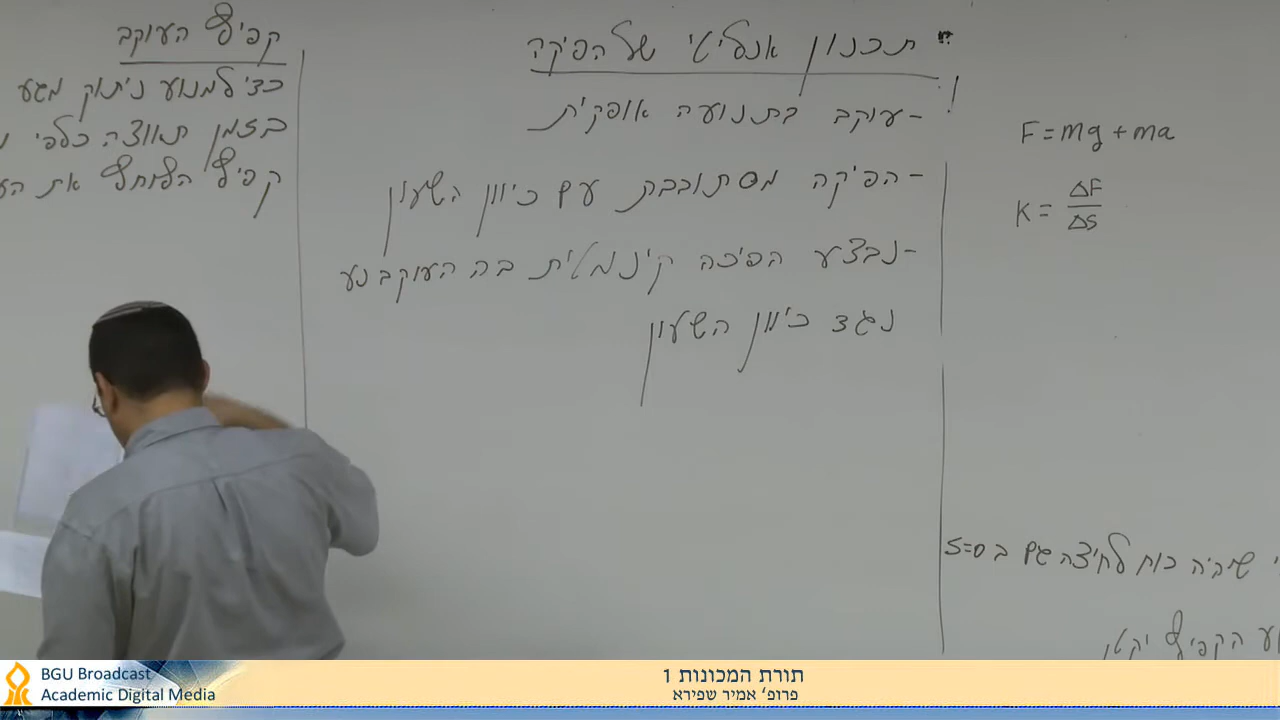 קפיץ העוקב
כדי למנוע ניתוק מגע
בזמן תאוצה כלפי
קפיץ הלוחץ את
תכנון אנליטי של הפיקה
-עוקב בתנועה אופקית
-הפיקה מסתובבת עם כיוון השעון
-נבצע הפיכה קינמטית בה העוקב נע
נגד כיוון השעון
F=mg+ma
K=ΔF/ΔS
שיהיה כוח לחיצה גם ב S=0
הקפיץ יקטן
BGU Broadcast
Academic Digital Media
תורת המכונות 1
פרופ' אמיר שפירא